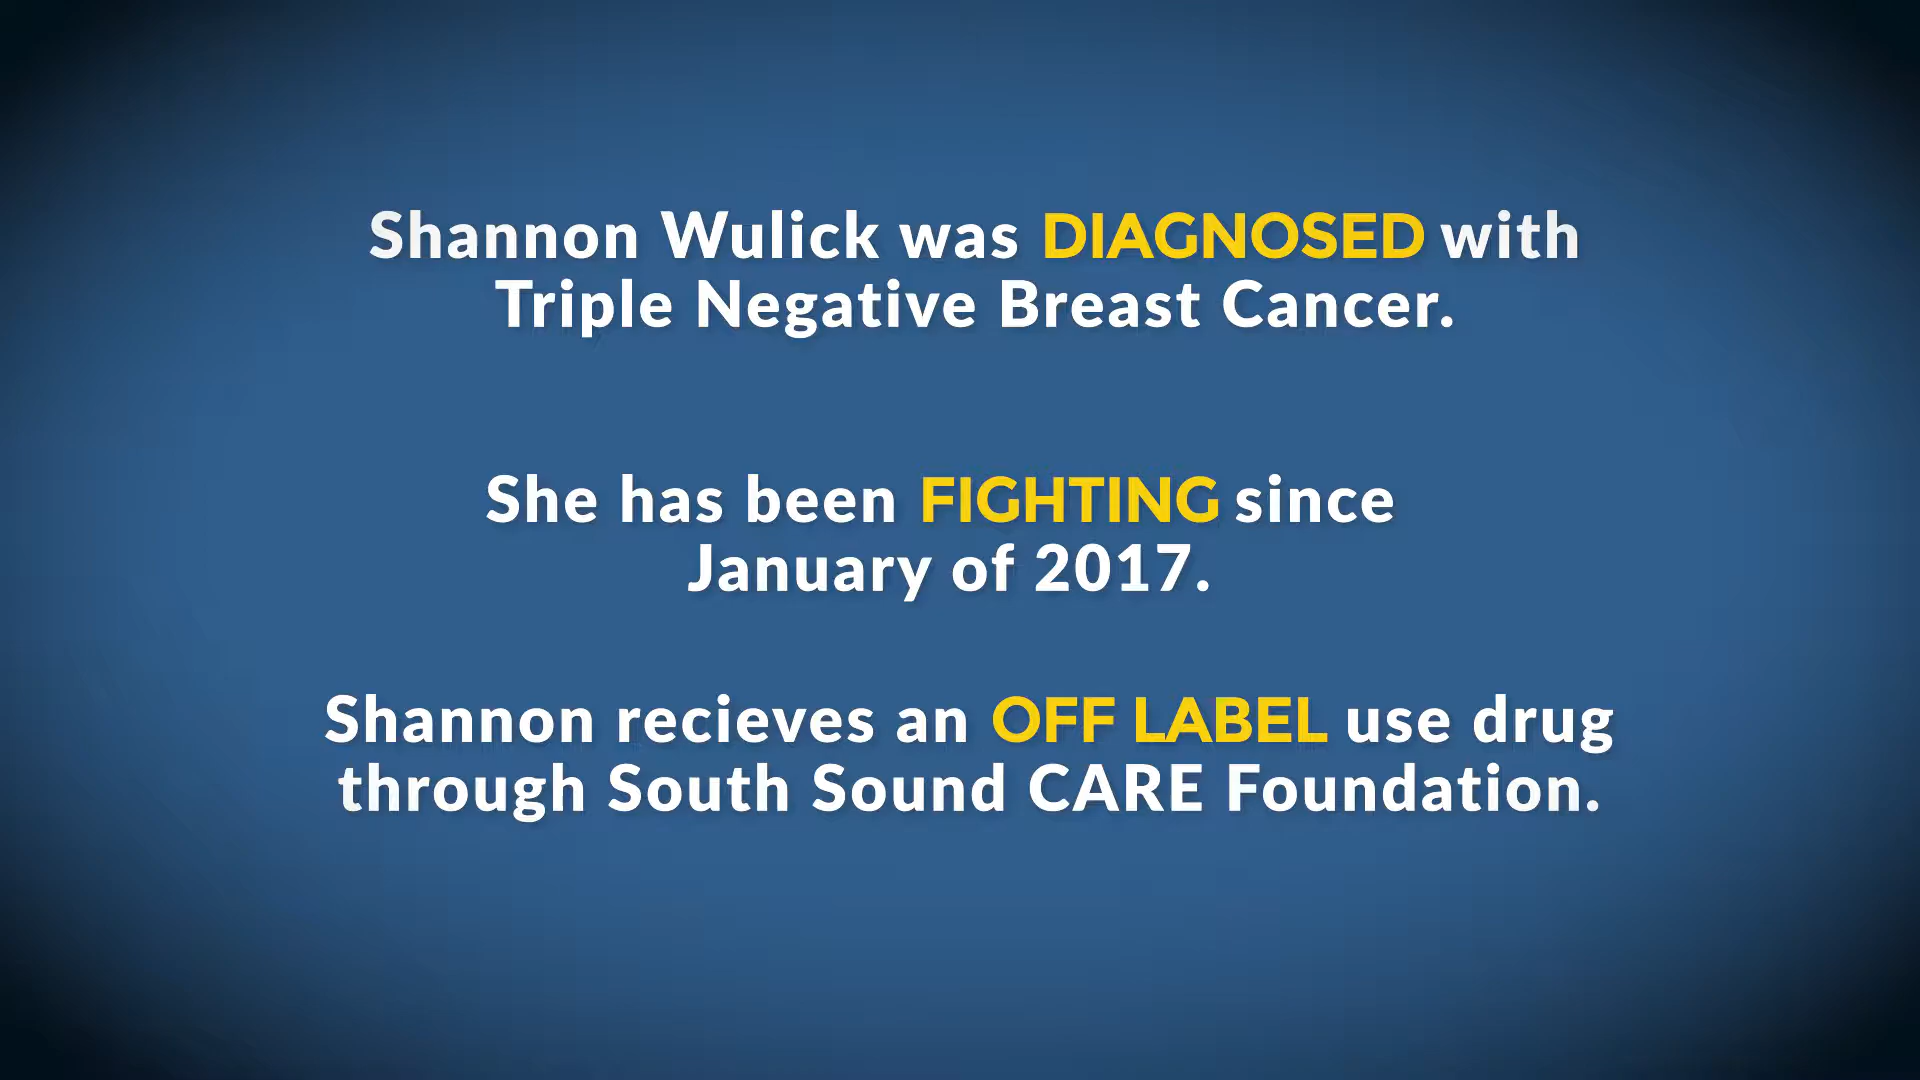 Shannon Wulick was DIAGNOSED with
Triple Negative Breast Cancer.
She has been FIGHTING since
January of 2017.
Shannon recieves an OFF LABEL use drug
through South Sound CARE Foundation.